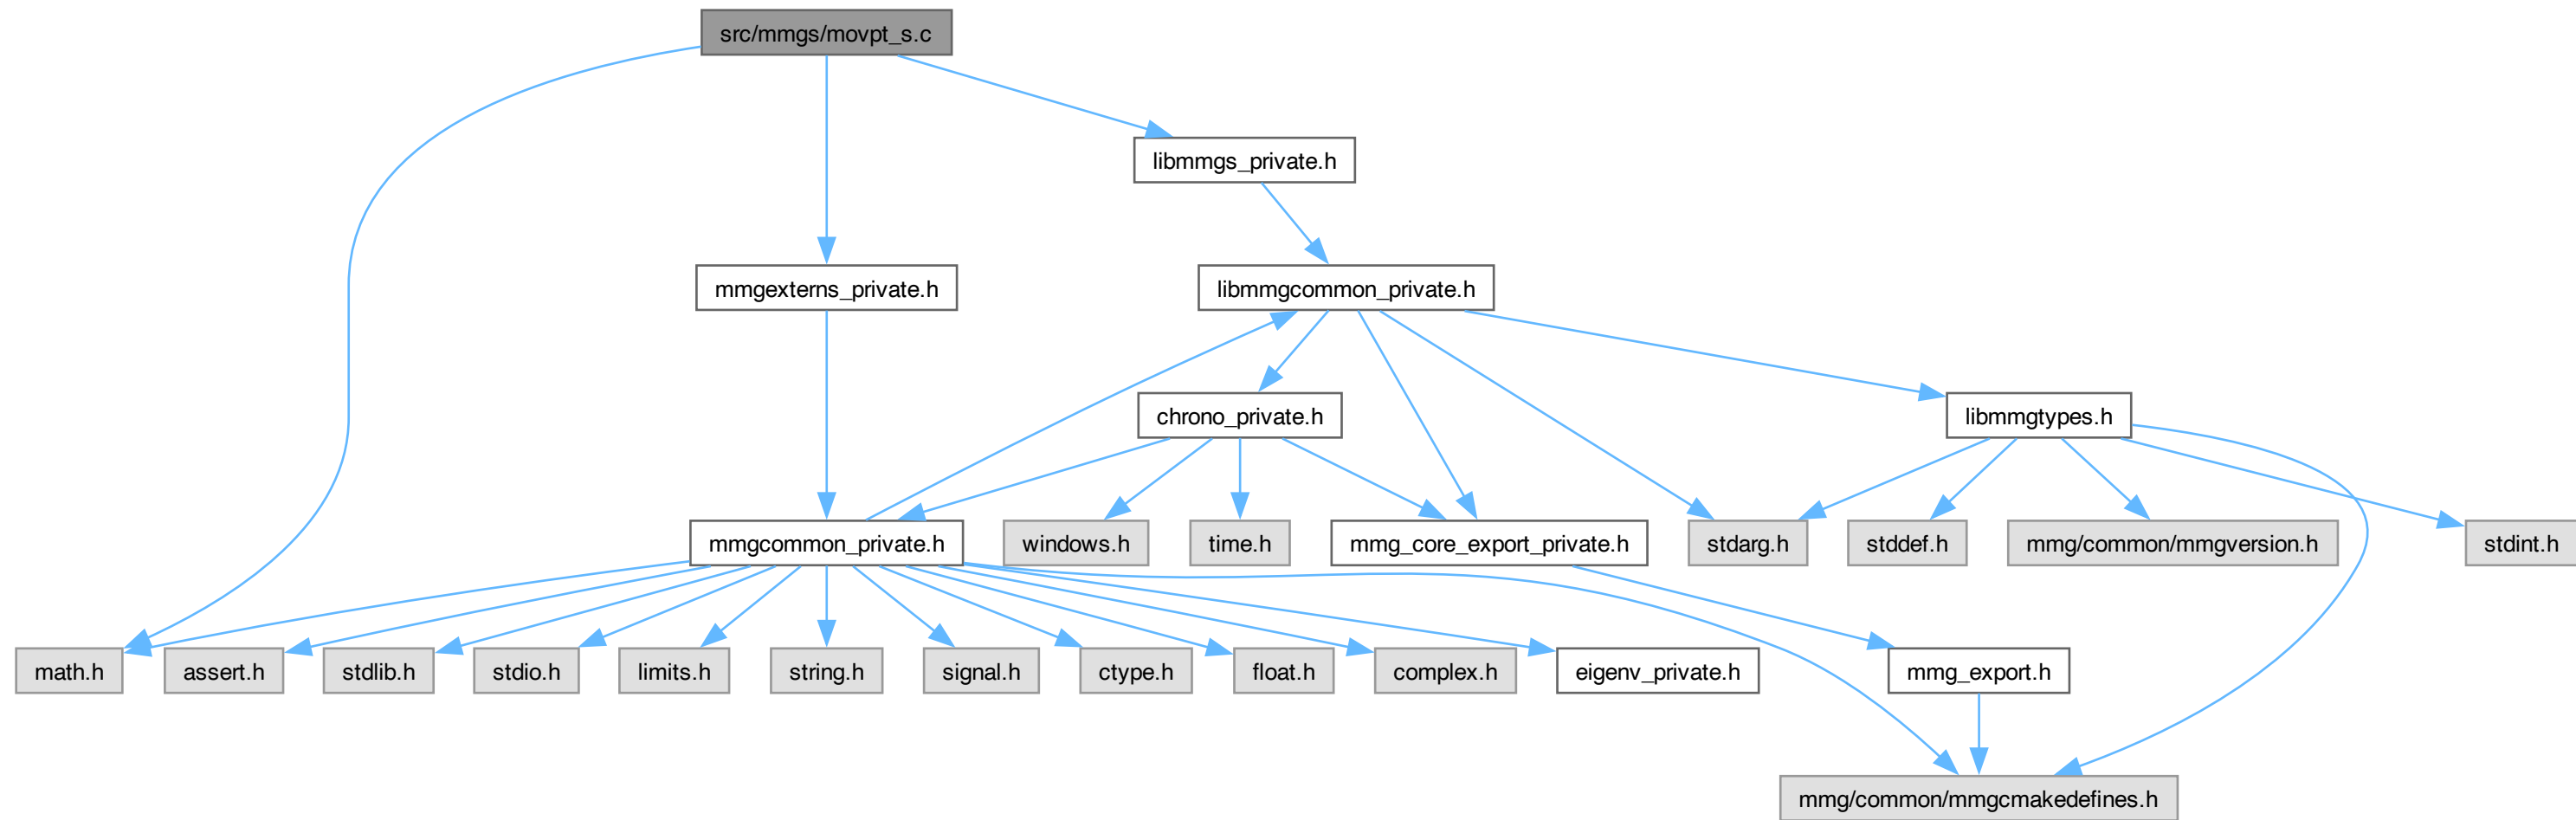 src/mmgs/movpt_s.c
libmmgs_private.h
mmgexterns_private.h
libmmgcommon_private.h
chrono_private.h
libmmgtypes.h
mmgcommon_private.h
windows.h
time.h
mmg_core_export_private.h
stdarg.h
stddef.h
mmg/common/mmgversion.h
stdint.h
math.h
assert.h
stdlib.h
stdio.h
limits.h
string.h
signal.h
ctype.h
float.h
complex.h
eigenv_private.h
mmg_export.h
mmg/common/mmgcmakedefines.h